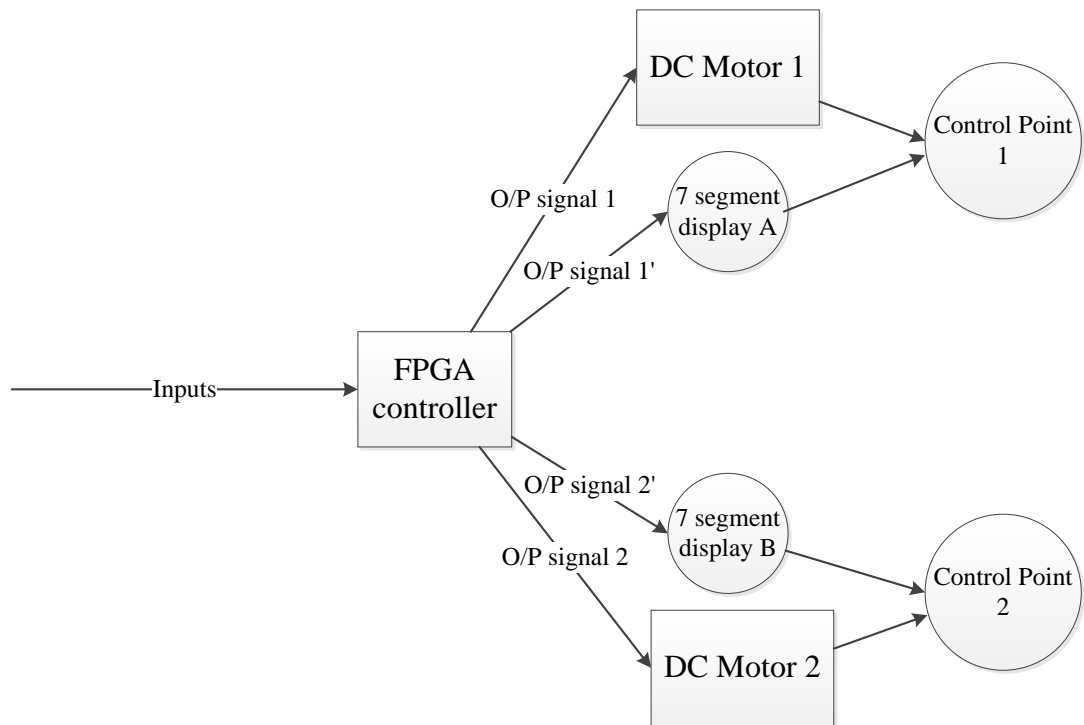 DC Motor 1
Control Point
1
O/P signal 1
7 segment
display A
O/P signal 1'
FPGA
controller
Inputs
O/P signal 2'
7 segment
display B
O/P signal 2
Control Point
2
DC Motor 2